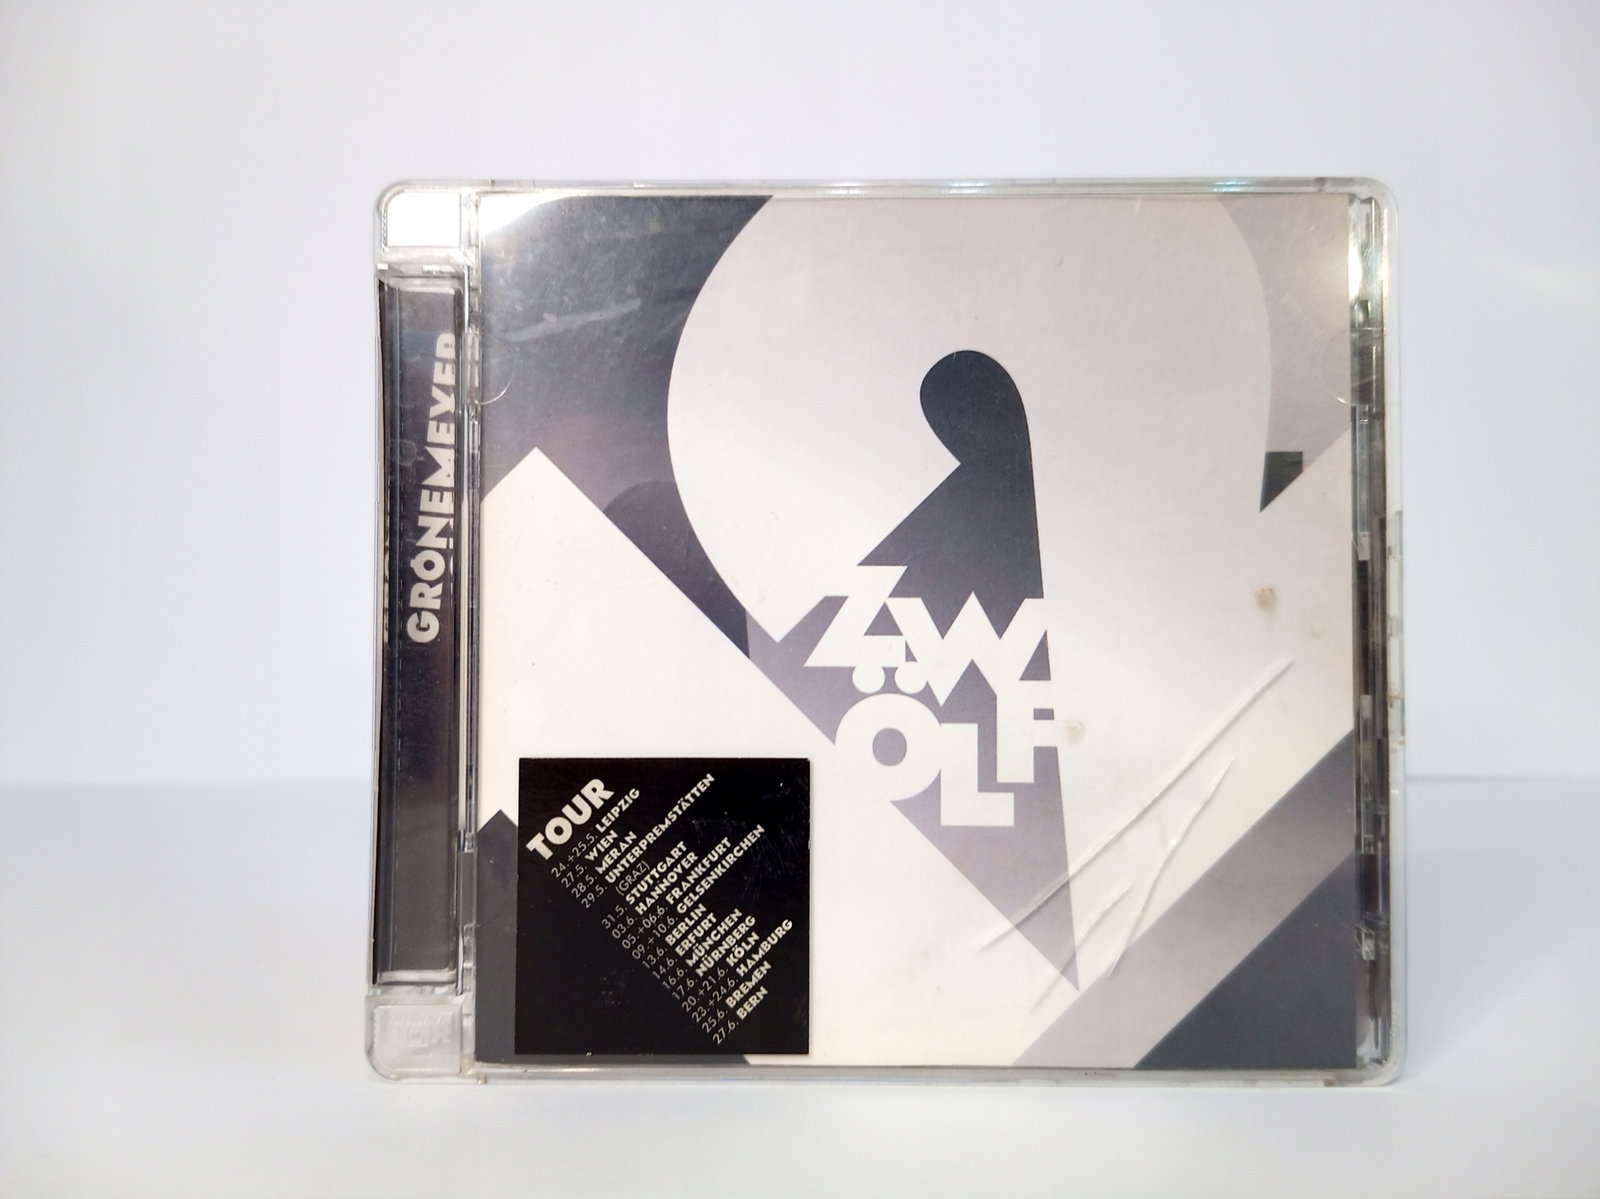 GRÖNEMEYER
ZWÖLF
TOUR
24.+25.5. LEIPZIG
27.5. WIEN
28.5. MERAN
29.5. UNTERPREMSTÄTTEN
(GRAZ)
31.5. STUTTGART
03.6. HANNOVER
05.+06.6. FRANKFURT
09.+10.6. GELSENKIRCHEN
13.6. BERLIN
14.6. ERFURT
16.6. MÜNCHEN
17.6. NÜRNBERG
20.+21.6. KÖLN
23.+24.6. HAMBURG
25.6. BREMEN
27.6. BERN